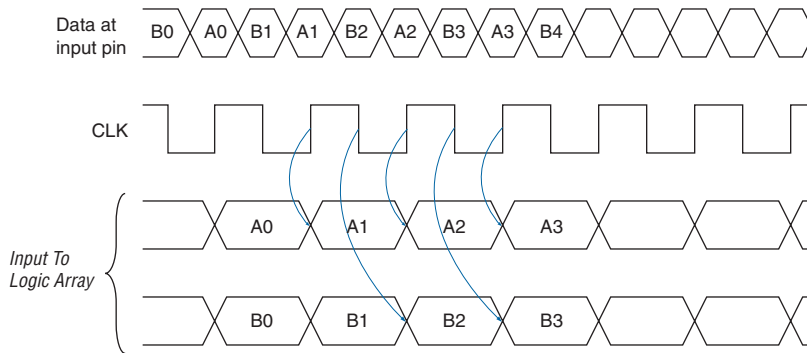 Data at
input pin
B0 A0 B1 A1 B2 A2 B3 A3 B4
CLK
Input To
Logic Array
A0 A1 A2 A3
B0 B1 B2 B3